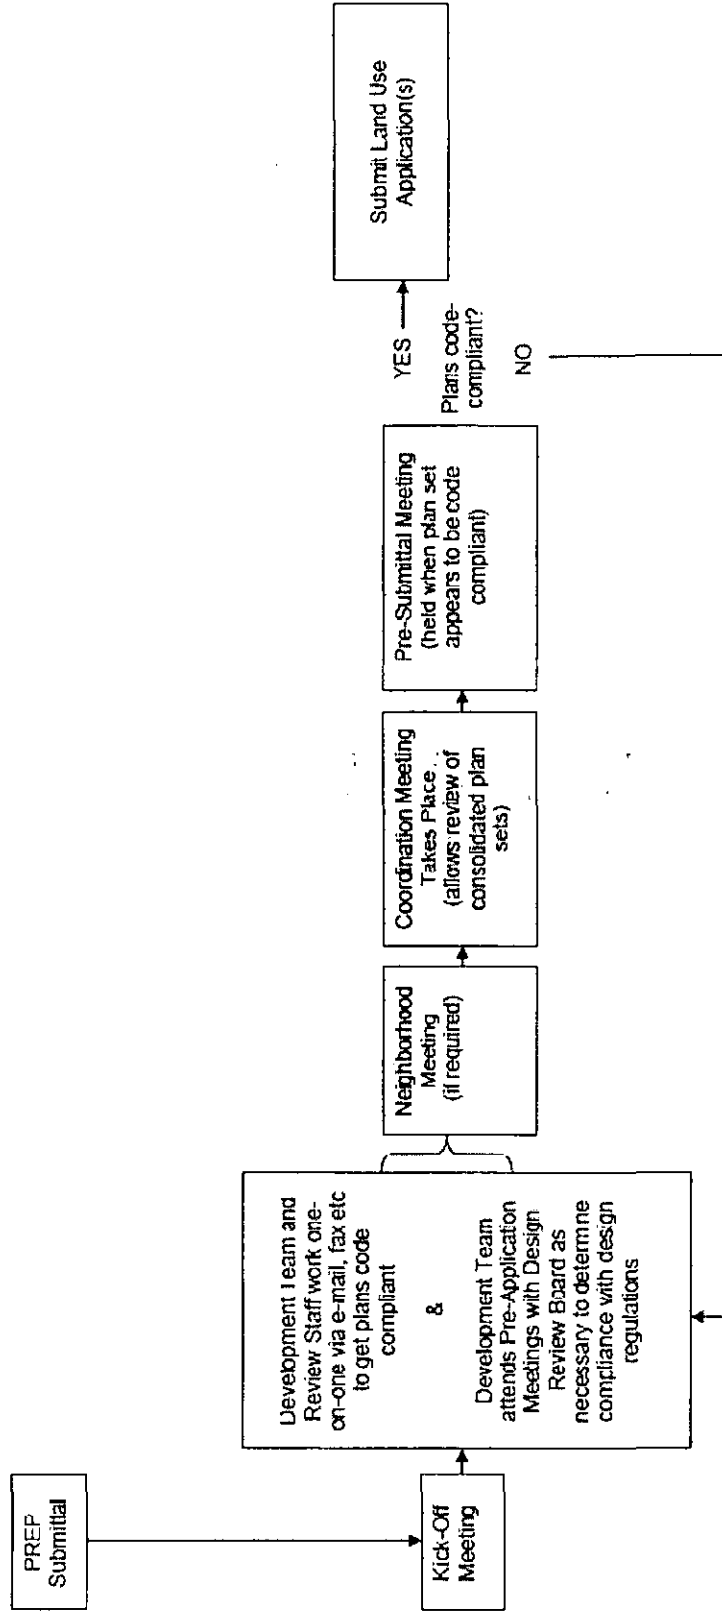 PREP
Submittal
Kick-Off
Meeting
Development Team and
Review Staff work one-
on-one via e-mail, fax etc
to get plans code
compliant
&
Development Team
attends Pre-Application
Meetings with Design
Review Board as
necessary to determine
compliance with design
regulations
Neighborhood
Meeting
(if required)
Coordination Meeting
Takes Place
(allows review of
consolidated plan
sets)
Pre-Submittal Meeting
(held when plan set
appears to be code
compliant)
YES
Plans code-
compliant?
NO
Submit Land Use
Application(s)